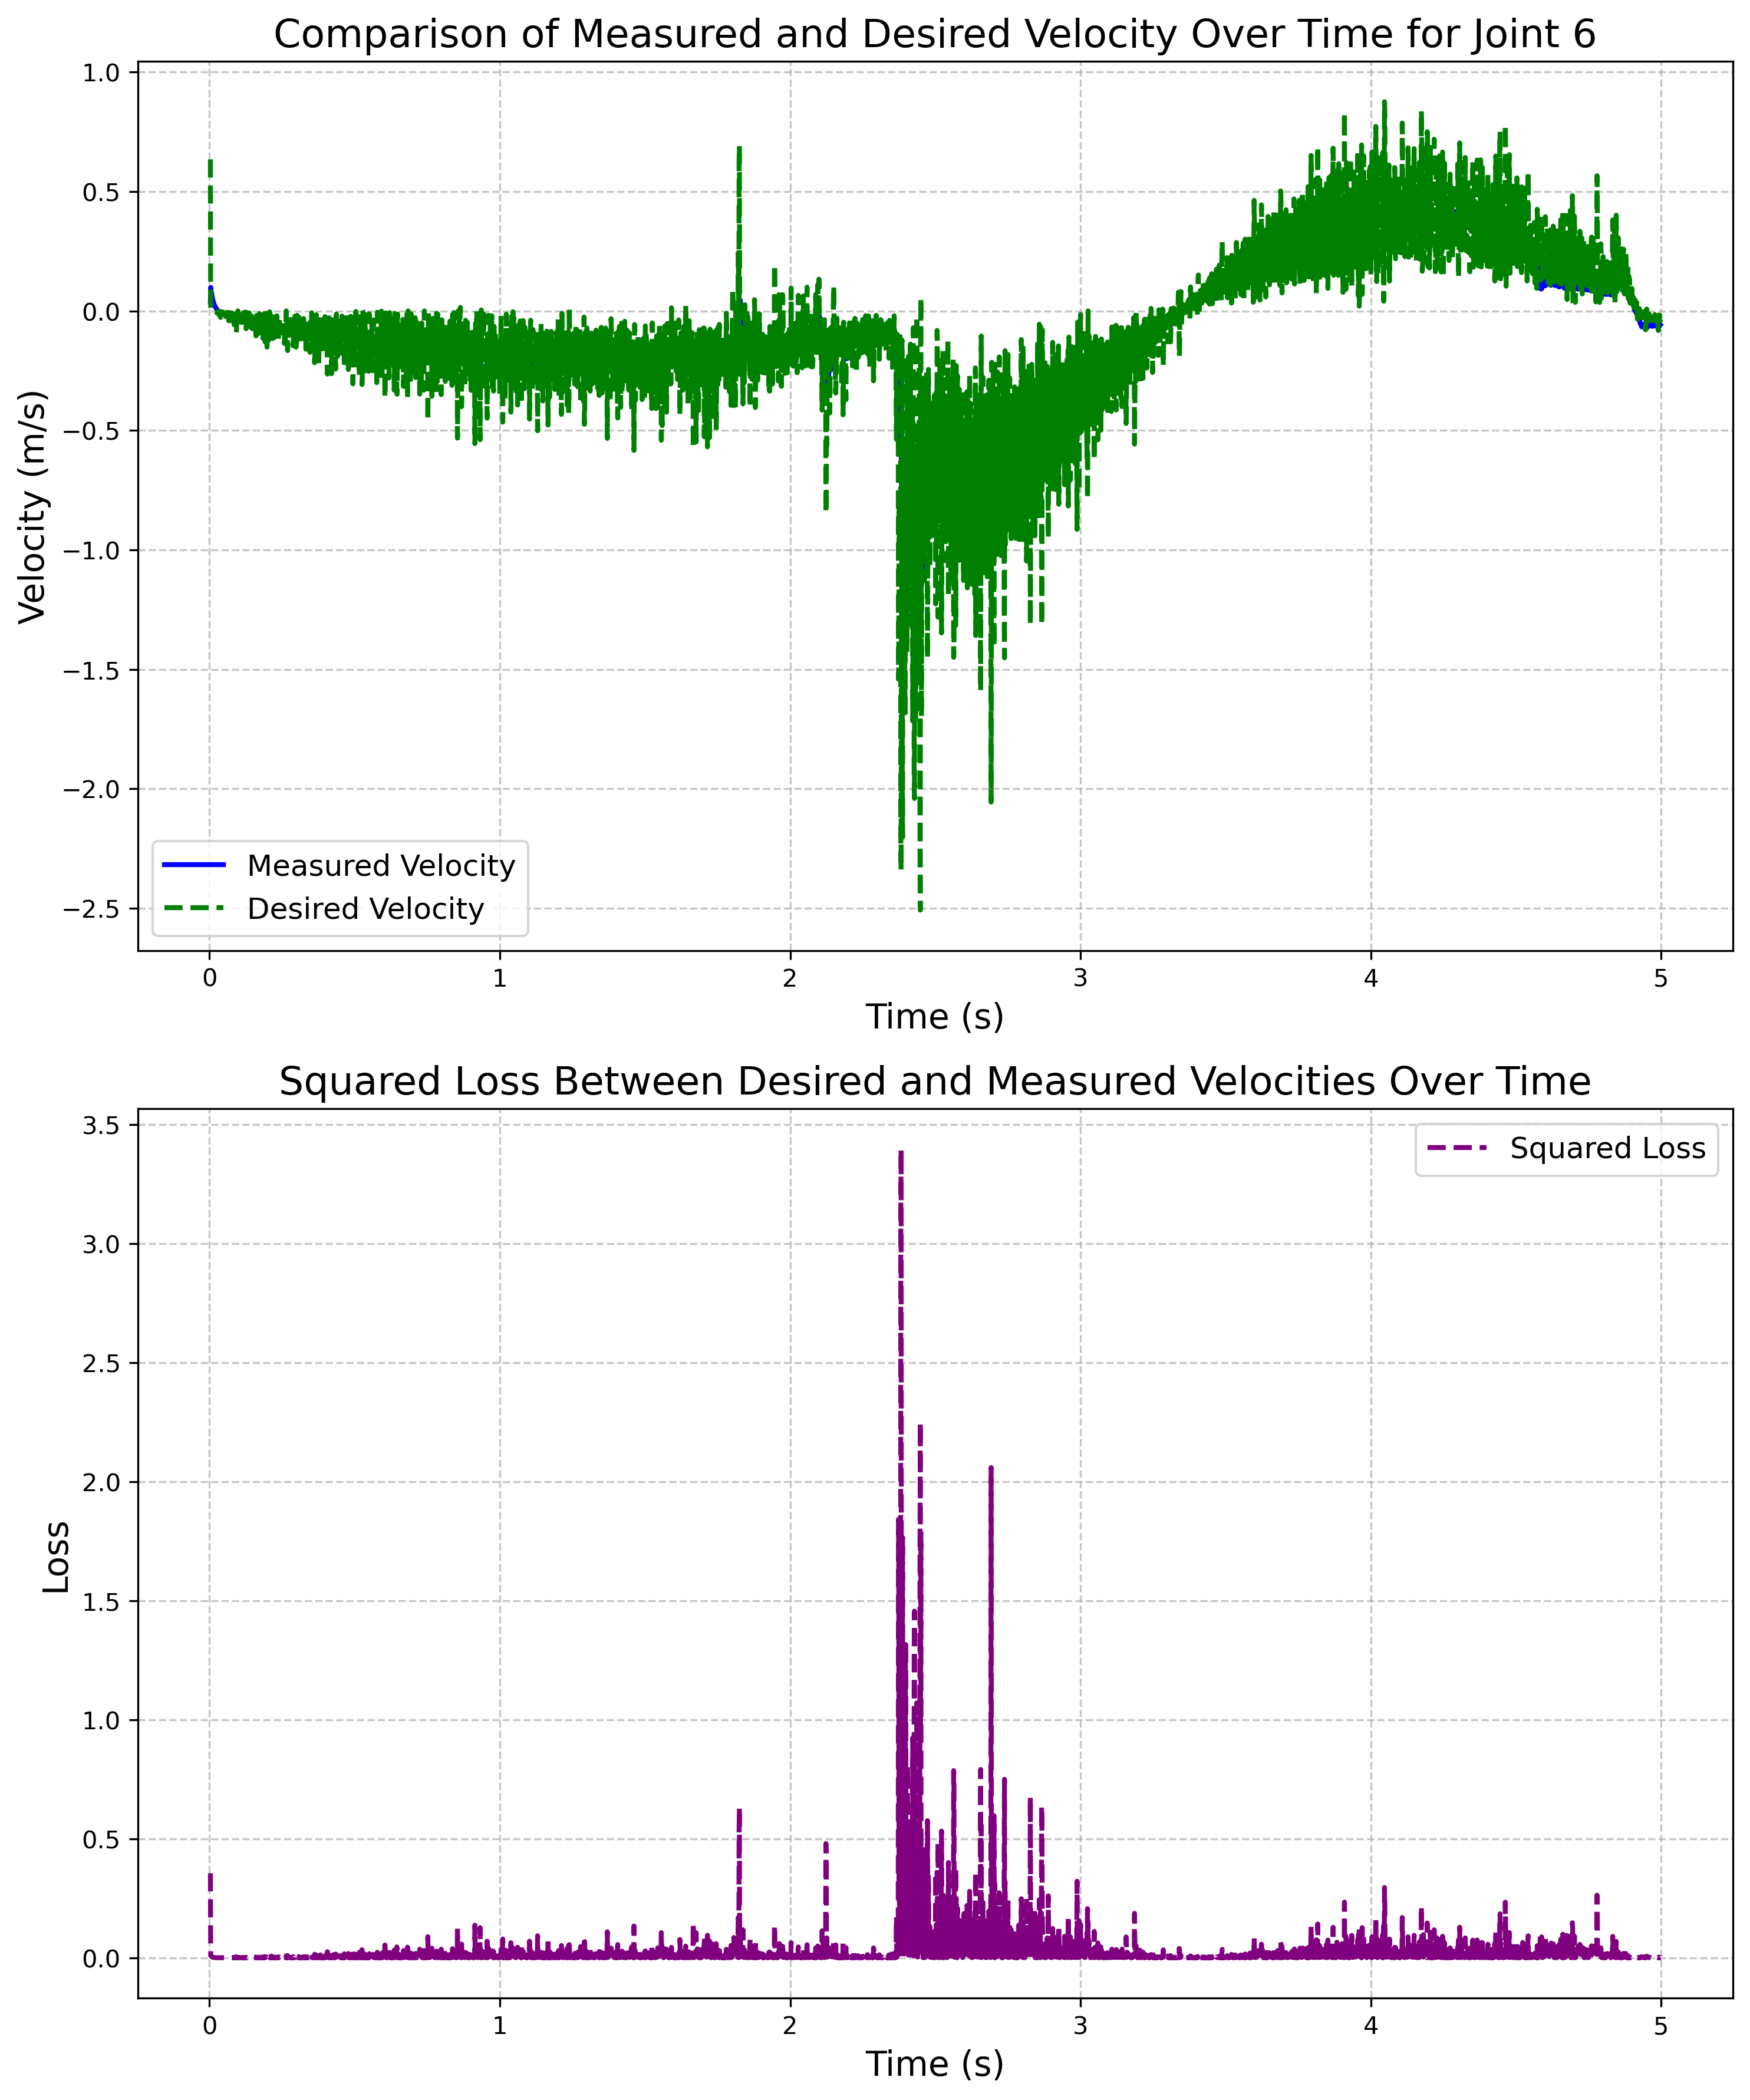 Comparison of Measured and Desired Velocity Over Time for Joint 6
1.0
0.5
0.0
−0.5
−1.0
−1.5
−2.0
−2.5
Velocity (m/s)
Measured Velocity
Desired Velocity
0 1 2 3 4 5
Time (s)
Squared Loss Between Desired and Measured Velocities Over Time
3.5
3.0
2.5
2.0
1.5
1.0
0.5
0.0
Loss
Squared Loss
0 1 2 3 4 5
Time (s)